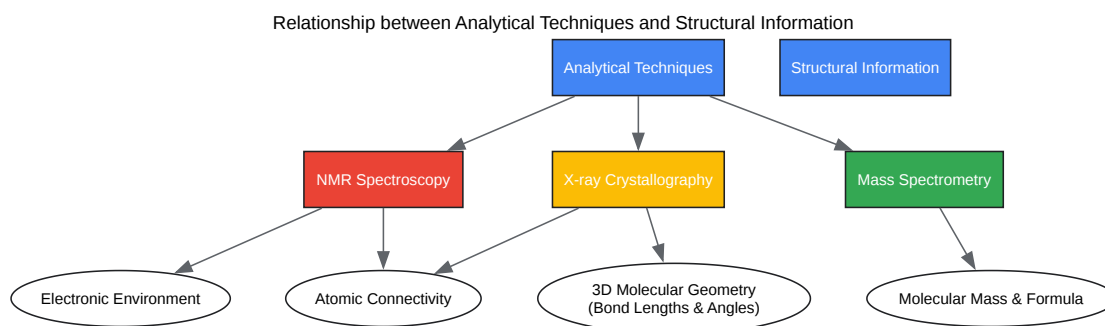 Relationship between Analytical Techniques and Structural Information
Analytical Techniques
Structural Information
NMR Spectroscopy
X-ray Crystallography
Mass Spectrometry
Electronic Environment
Atomic Connectivity
3D Molecular Geometry
(Bond Lengths & Angles)
Molecular Mass & Formula